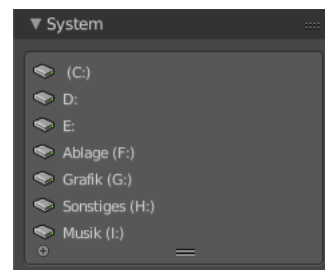 System
(C:)
D:
E:
Ablage (F:)
Grafik (G:)
Sonstiges (H:)
Musik (I:)